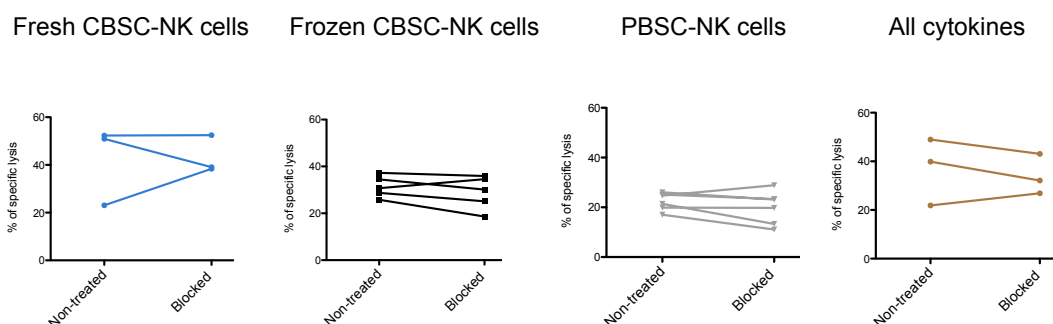 Fresh CBSC-NK cells
Frozen CBSC-NK cells
PBSC-NK cells
All cytokines
% of specific lysis
60
40
20
0
Non-treated
Blocked
% of specific lysis
60
40
20
0
Non-treated
Blocked
% of specific lysis
60
40
20
0
Non-treated
Blocked
% of specific lysis
60
40
20
0
Non-treated
Blocked